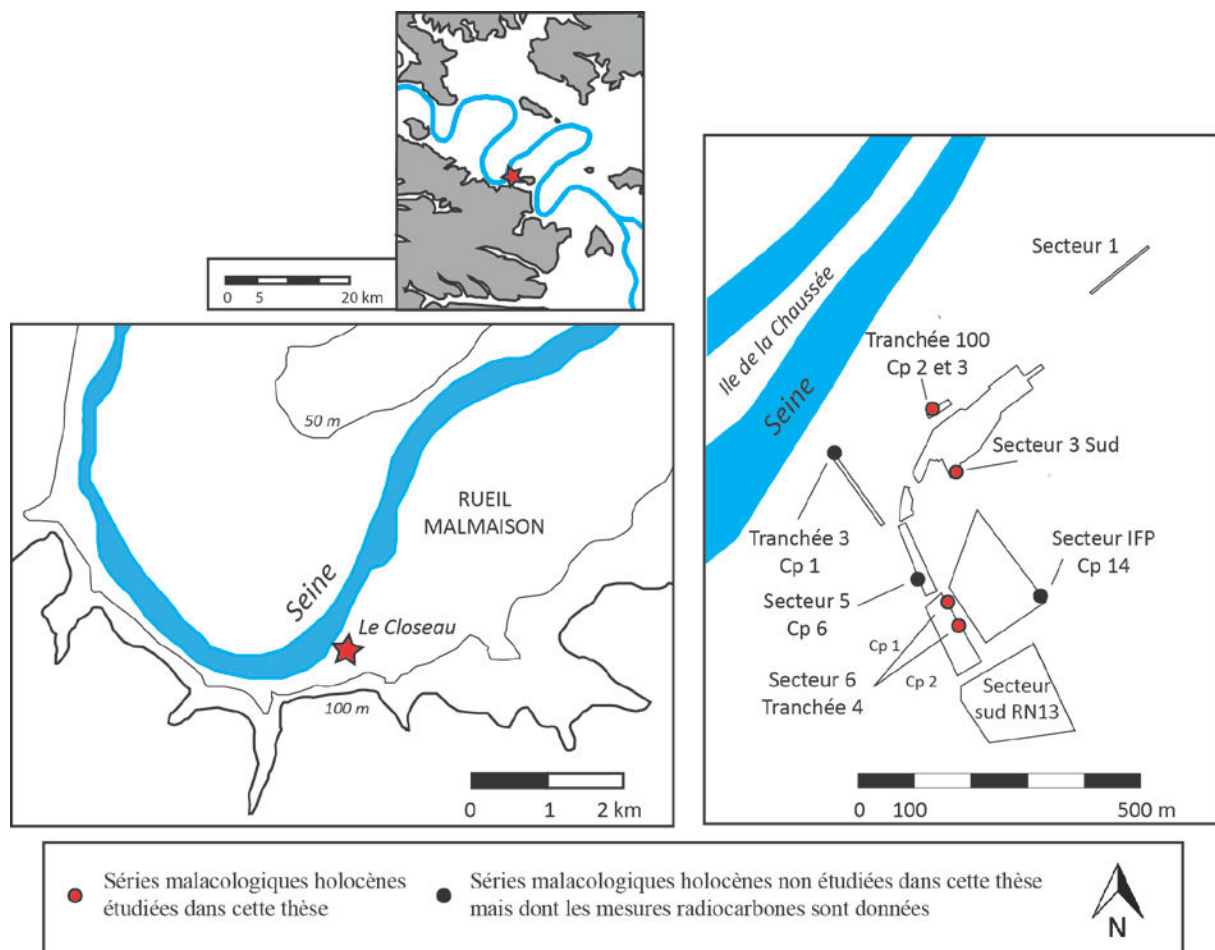 0 5 20 km
50 m
RUEIL
MALMAISON
Seine
Le Closeau
100 m
0 1 2 km
Secteur 1
Ile de la Chaussée
Seine
Tranchée 100
Cp 2 et 3
Secteur 3 Sud
Tranchée 3
Cp 1
Secteur IFP
Cp 14
Secteur 5
Cp 6
Cp 1
Cp 2
Secteur 6
Tranchée 4
Secteur
sud RN13
0 100 500 m
Séries malacologiques holocènes
étudiées dans cette thèse
Séries malacologiques holocènes non étudiées dans cette thèse
mais dont les mesures radiocarbones sont données
N